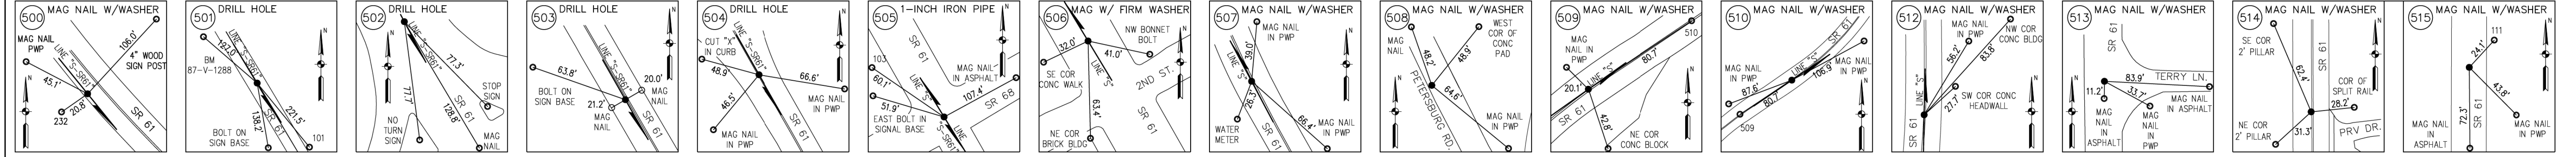 500 MAG NAIL W/WASHER
MAG NAIL
PWP
LINE "S-SR61"
106.0'
4" WOOD
SIGN POST
45.1'
20.8'
232
SR 61
N
501 DRILL HOLE
123.0'
BM
87-V-1288
LINE "S-SR61"
N
138.2'
SR 61
221.5'
BOLT ON
SIGN BASE
101
502 DRILL HOLE
LINE "S-SR61"
N
77.3'
77.7'
STOP
SIGN
SR 61
128.8'
NO
TURN
SIGN
MAG
NAIL
503 DRILL HOLE
LINE "S-SR61"
N
63.8'
20.0'
BOLT ON
SIGN BASE
MAG
NAIL
21.2'
MAG
NAIL
SR 61
504 DRILL HOLE
CUT "X"
IN CURB
LINE "S-SR61"
N
48.9'
66.6'
46.5'
MAG NAIL
IN PWP
MAG NAIL
IN PWP
SR 61
505 1-INCH IRON PIPE
SR 61
N
103
60.1'
MAG NAIL
IN ASPHALT
LINE "S"
107.4'
SR 68
51.9'
EAST BOLT IN
SIGNAL BASE
LINE
"S-SR61"
506 MAG W/ FIRM WASHER
NW BONNET
BOLT
N
32.0'
41.0'
SE COR
CONC WALK
LINE "S"
2ND ST.
63.4'
SR 61
NE COR
BRICK BLDG
507 MAG NAIL W/WASHER
MAG NAIL
IN PWP
39.0'
N
LINE "S"
26.3'
66.4'
WATER
METER
SR 61
MAG NAIL
IN PWP
508 MAG NAIL W/WASHER
WEST
COR OF
CONC
PAD
MAG
NAIL
48.2'
48.9'
N
PETERSBURG RD.
64.6'
MAG NAIL
IN PWP
509 MAG NAIL W/WASHER
510
MAG
NAIL IN
PWP
80.7'
LINE "S"
20.1'
N
SR 61
42.8'
NE COR
CONC BLOCK
510 MAG NAIL W/WASHER
SR 61
MAG NAIL
IN PWP
LINE "S"
MAG NAIL
IN PWP
87.6'
106.9'
80.7'
N
509
512 MAG NAIL W/WASHER
MAG NAIL
IN PWP
NW COR
CONC BLDG
56.2'
83.8'
LINE "S"
SW COR CONC
HEADWALL
27.7'
N
SR 61
513 MAG NAIL W/WASHER
SR 61
N
83.9'
TERRY LN.
11.2'
33.7'
MAG NAIL
IN ASPHALT
MAG
NAIL
IN
ASPHALT
MAG
NAIL
IN
PWP
514 MAG NAIL W/WASHER
SE COR
2' PILLAR
SR 61
N
62.4'
COR OF
SPLIT RAIL
28.2'
NE COR
2' PILLAR
31.3'
PRV DR.
515 MAG NAIL W/WASHER
111
24.1'
N
43.8'
72.3'
SR 61
MAG NAIL
IN
ASPHALT
MAG NAIL
IN PWP